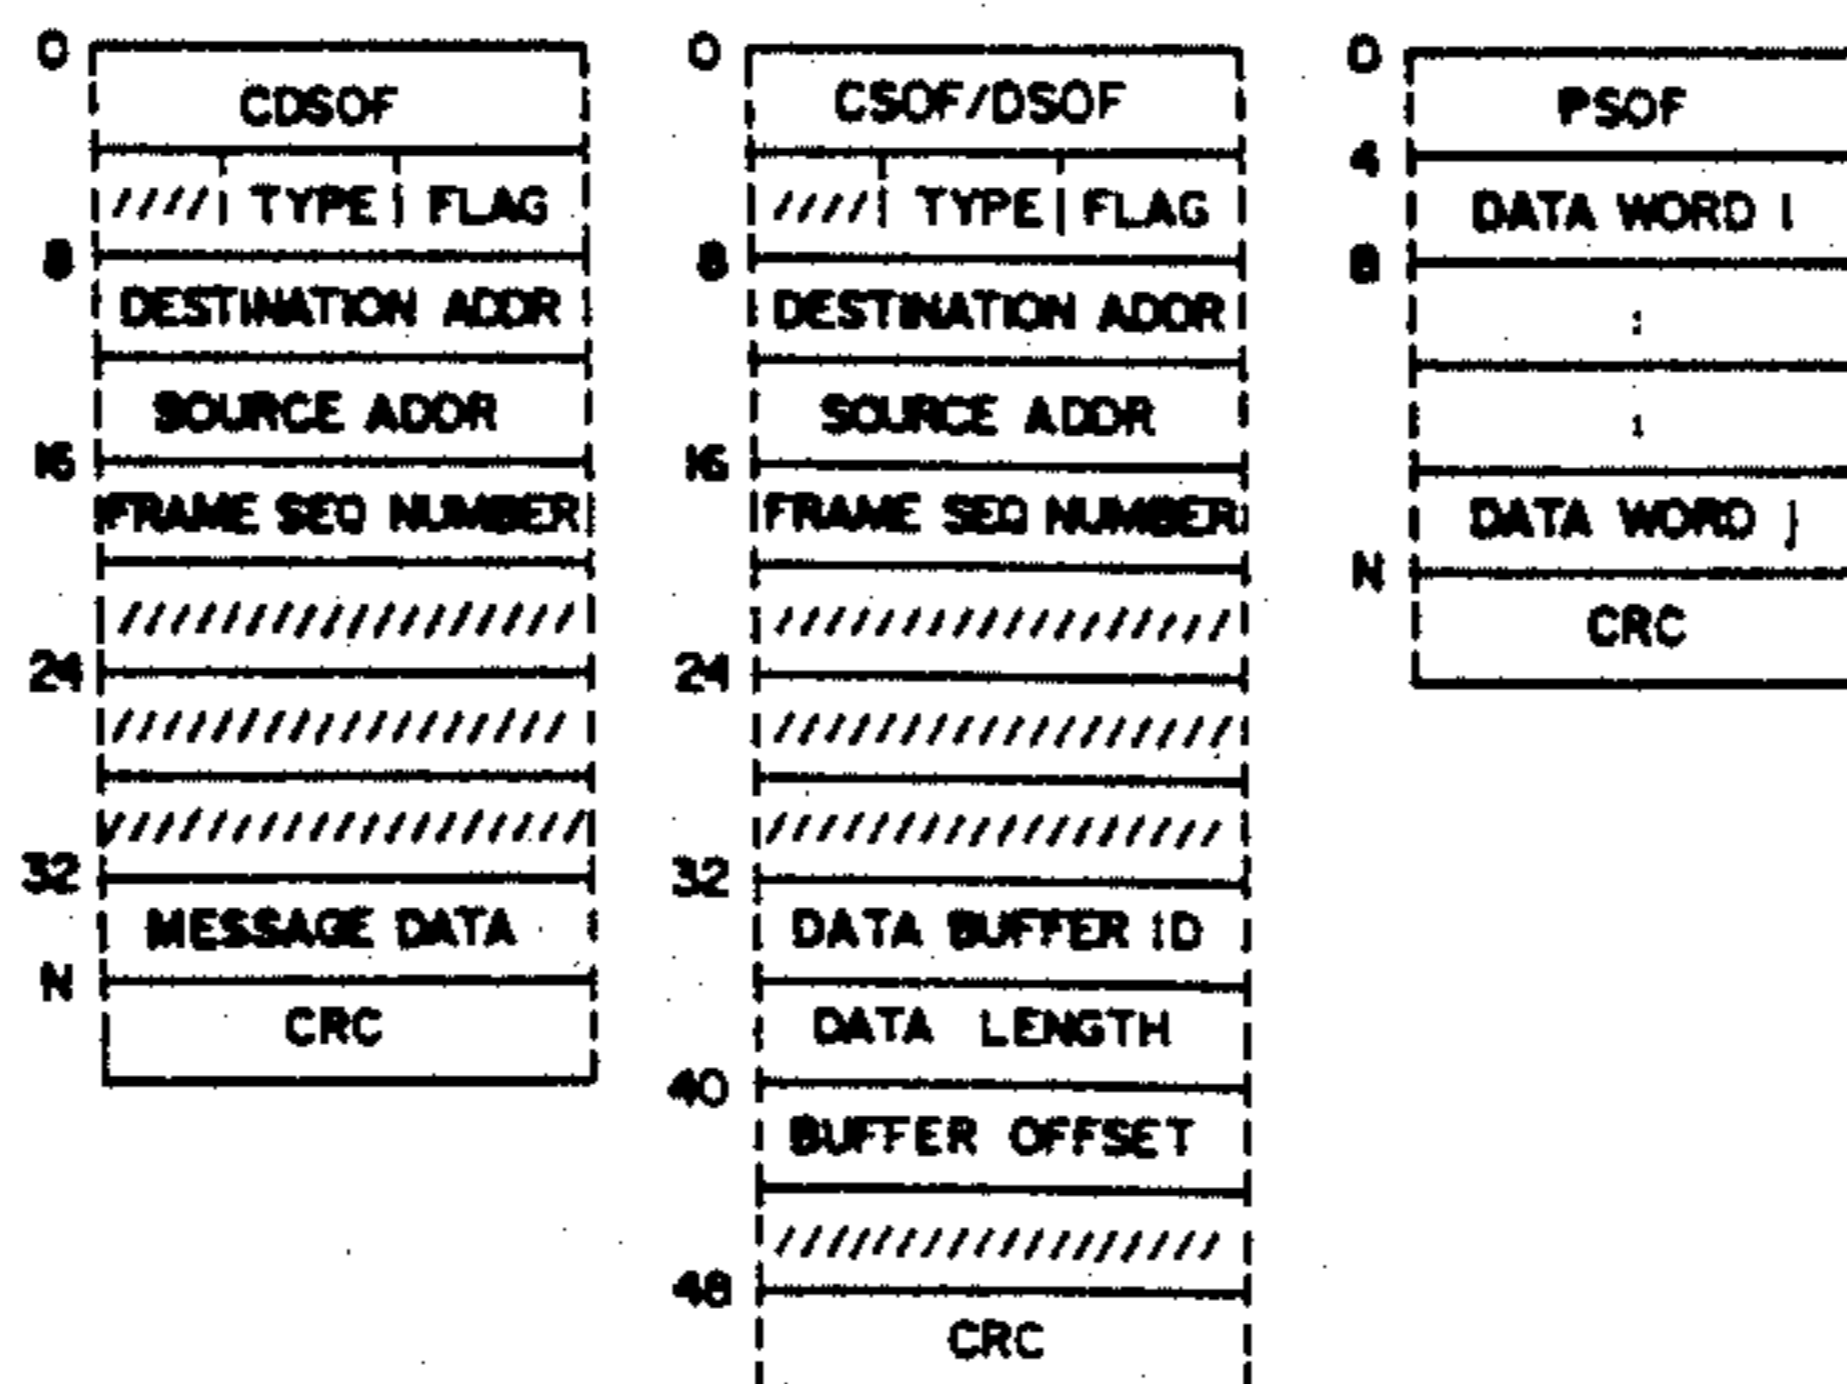 0
CDSOF
//// TYPE FLAG
8
DESTINATION ADDR
SOURCE ADDR
16
FRAME SEQ NUMBER
//////////////////
24
//////////////////
///////////////////
32
MESSAGE DATA
N
CRC
0
CSOF/DSOF
//// TYPE FLAG
8
DESTINATION ADDR
SOURCE ADDR
16
FRAME SEQ NUMBER
//////////////////
24
//////////////////
//////////////////
32
DATA BUFFER ID
DATA LENGTH
40
BUFFER OFFSET
//////////////////
48
CRC
0
PSOF
4
DATA WORD 1
8
:
:
DATA WORD j
N
CRC